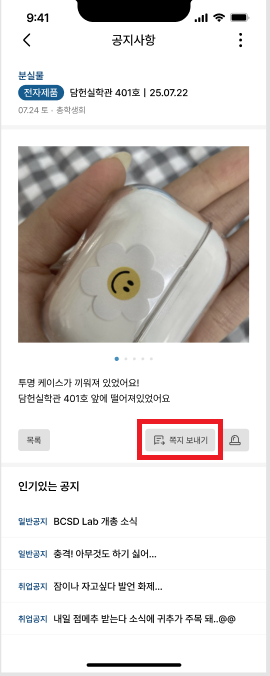 9:41
공지사항
분실물
전자제품 담헌실학관 401호 | 25.07.22
07.24 토 · 총학생회
투명 케이스가 끼워져 있었어요!
담헌실학관 401호 앞에 떨어져있었어요
목록
쪽지 보내기
인기있는 공지
일반공지 BCSD Lab 개총 소식
일반공지 충격! 아무것도 하기 싫어...
취업공지 잠이나 자고싶다 발언 화제...
취업공지 내일 점메추 받는다 소식에 귀추가 주목 돼..@@